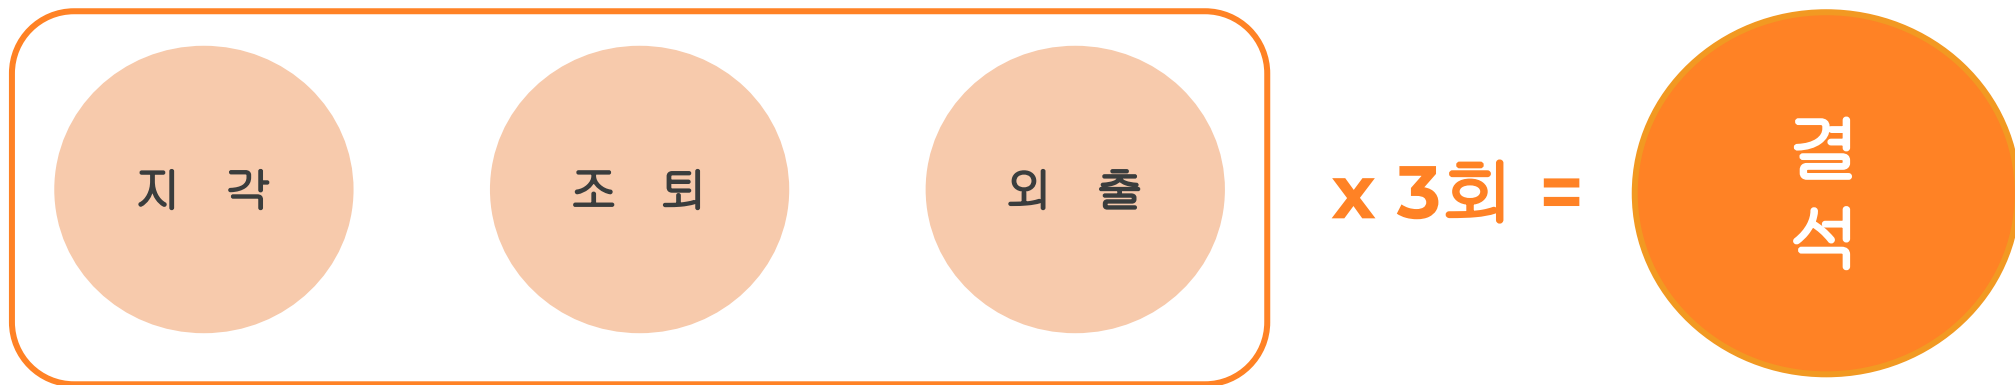 지 각
조 퇴
외 출
x 3회 =
결
석